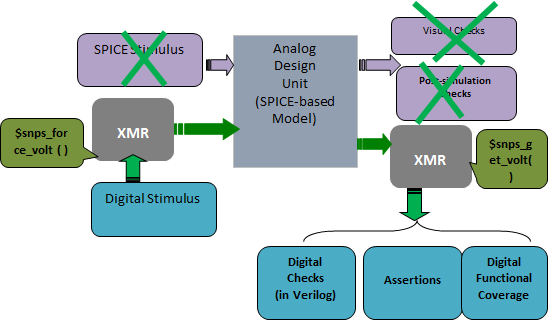 SPICE Stimulus
Analog
Design
Unit
(SPICE-based
Model)
Visual Checks
Post-simulation
Checks
$snps_for
ce_volt ( )
XMR
XMR
$snps_g
et_volt(
)
Digital Stimulus
Digital
Checks
(in Verilog)
Assertions
Digital
Functional
Coverage